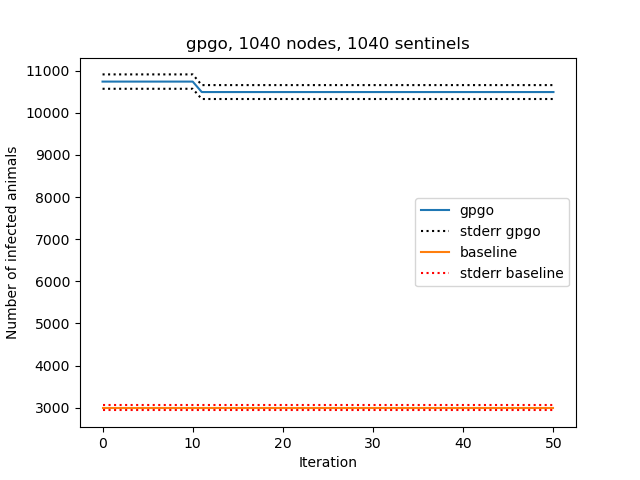 gpgo, 1040 nodes, 1040 sentinels
11000
10000
9000
8000
7000
6000
5000
4000
3000
Number of infected animals
gpgo
stderr gpgo
baseline
stderr baseline
0 10 20 30 40 50
Iteration